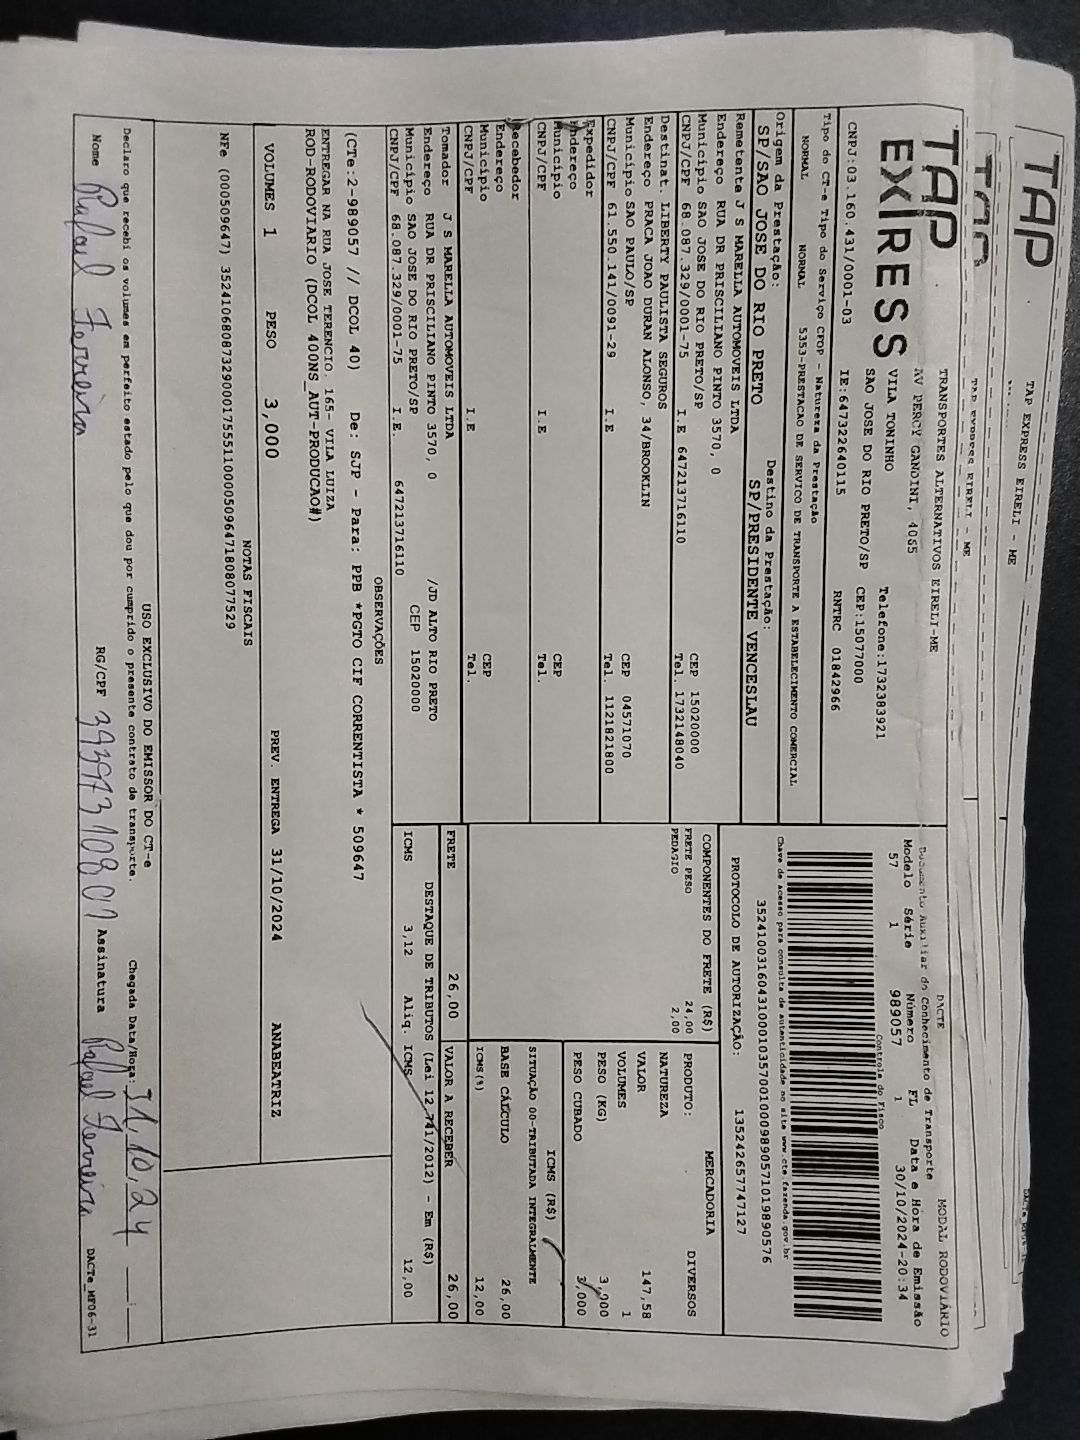 TAP
TAP EXPRESS EIRELI - ME
TAP
TAP EXPRESS EIRELI - ME
TAP
EXPRESS
TRANSPORTES ALTERNATIVOS EIRELI-ME
AV PERCY GANDINI, 4065
VILA TONINHO
SAO JOSE DO RIO PRETO/SP CEP:15077000
Telefone:1732383921
CNPJ:03.160.431/0001-03 IE:647322640115 RNTRC 01842966
DACTE MODAL RODOVIÁRIO
Documento Auxiliar do Conhecimento de Transporte
Modelo Série Número FL Data e Hora de Emissão
57 1 989057 1 30/10/2024-20:34
Controle do Fisco
Chave de acesso para consulta de autenticidade no site www.cte.fazenda.gov.br
PROTOCOLO DE AUTORIZAÇÃO: 135242657747127
Tipo do CT-e Tipo do Serviço CFOP - Natureza da Prestação
NORMAL NORMAL 5353-PRESTACAO DE SERVICO DE TRANSPORTE A ESTABELECIMENTO COMERCIAL
Origem da Prestação: Destino da Prestação:
SP/SAO JOSE DO RIO PRETO SP/PRESIDENTE VENCESLAU
Remetente J S MARELLA AUTOMOVEIS LTDA
Endereço RUA DR PRISCILIANO PINTO 3570, 0
Município SAO JOSE DO RIO PRETO/SP CEP 15020000
CNPJ/CPF 68.087.329/0001-75 I.E 647213716110 Tel. 1732148040
Destinat. LIBERTY PAULISTA SEGUROS
Endereço PRACA JOAO DURAN ALONSO, 34/BROOKLIN
Município SAO PAULO/SP CEP 04571070
CNPJ/CPF 61.550.141/0091-29 I.E Tel. 1121821800
Expedidor
Endereço
Município CEP
CNPJ/CPF I.E Tel.
Recebedor
Endereço
Município CEP
CNPJ/CPF I.E Tel.
Tomador J S MARELLA AUTOMOVEIS LTDA
Endereço RUA DR PRISCILIANO PINTO 3570, 0 /JD ALTO RIO PRETO
Município SAO JOSE DO RIO PRETO/SP CEP 15020000
CNPJ/CPF 68.087.329/0001-75 I.E. 647213716110
COMPONENTES DO FRETE (R$)
FRETE PESO 24,00
PEDAGIO 2,00
MERCADORIA
PRODUTO: DIVERSOS
NATUREZA
VALOR 147,58
VOLUMES 1
PESO (KG) 3,000
PESO CUBADO 3,000
ICMS (R$)
SITUAÇÃO 00-TRIBUTADA INTEGRALMENTE
BASE CÁLCULO 26,00
ICMS(%) 12,00
FRETE 26,00 VALOR A RECEBER 26,00
DESTAQUE DE TRIBUTOS (Lei 12.741/2012) - Em (R$)
ICMS 3,12 Aliq. ICMS 12,00
OBSERVAÇÕES
(CTe:2-989057 // DCOL 40) De: SJP - Para: PPB *PGTO CIF CORRENTISTA * 509647
ENTREGAR NA RUA JOSE TERENCIO, 165- VILA LUIZA
ROD-RODOVIARIO (DCOL 400NS_AUT-PRODUCAO#)
VOLUMES 1 PESO 3,000 PREV. ENTREGA 31/10/2024 ANABEATRIZ
NOTAS FISCAIS
USO EXCLUSIVO DO EMISSOR DO CT-e
Declaro que recebi os volumes em perfeito estado pelo que dou por cumprido o presente contrato de transporte. Chegada Data/Hora: 31,10,24
Nome Rafael Ferreira RG/CPF Assinatura Rafael Ferreira DACTe_MF06-31